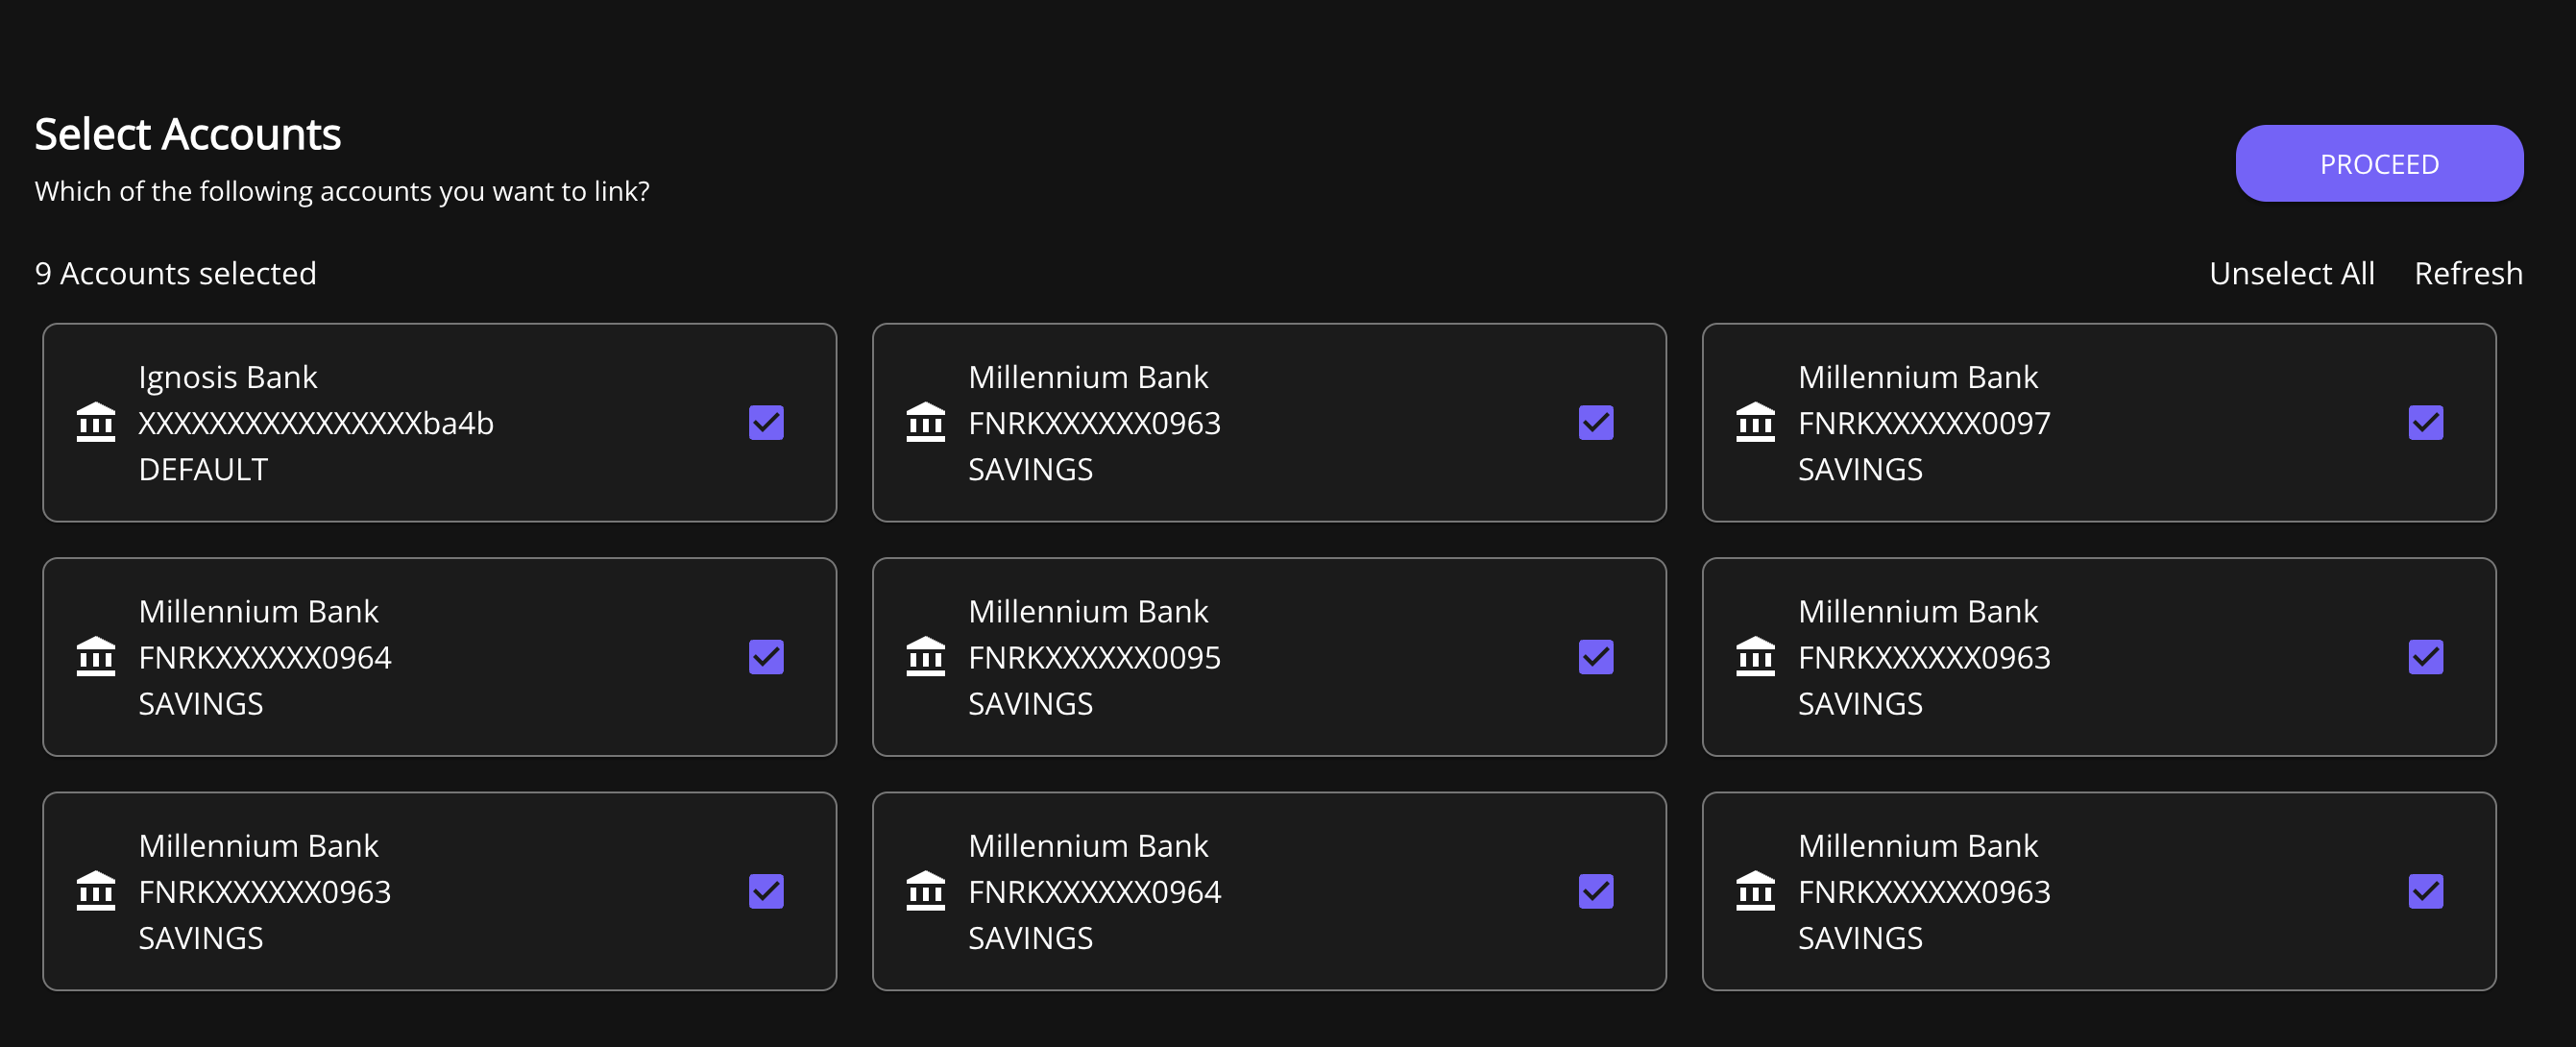 Select Accounts
Which of the following accounts you want to link?
PROCEED
9 Accounts selected
Unselect All
Refresh
Ignosis Bank
XXXXXXXXXXXXXXXXba4b
DEFAULT
Millennium Bank
FNRKXXXXXX0963
SAVINGS
Millennium Bank
FNRKXXXXXX0097
SAVINGS
Millennium Bank
FNRKXXXXXX0964
SAVINGS
Millennium Bank
FNRKXXXXXX0095
SAVINGS
Millennium Bank
FNRKXXXXXX0963
SAVINGS
Millennium Bank
FNRKXXXXXX0963
SAVINGS
Millennium Bank
FNRKXXXXXX0964
SAVINGS
Millennium Bank
FNRKXXXXXX0963
SAVINGS